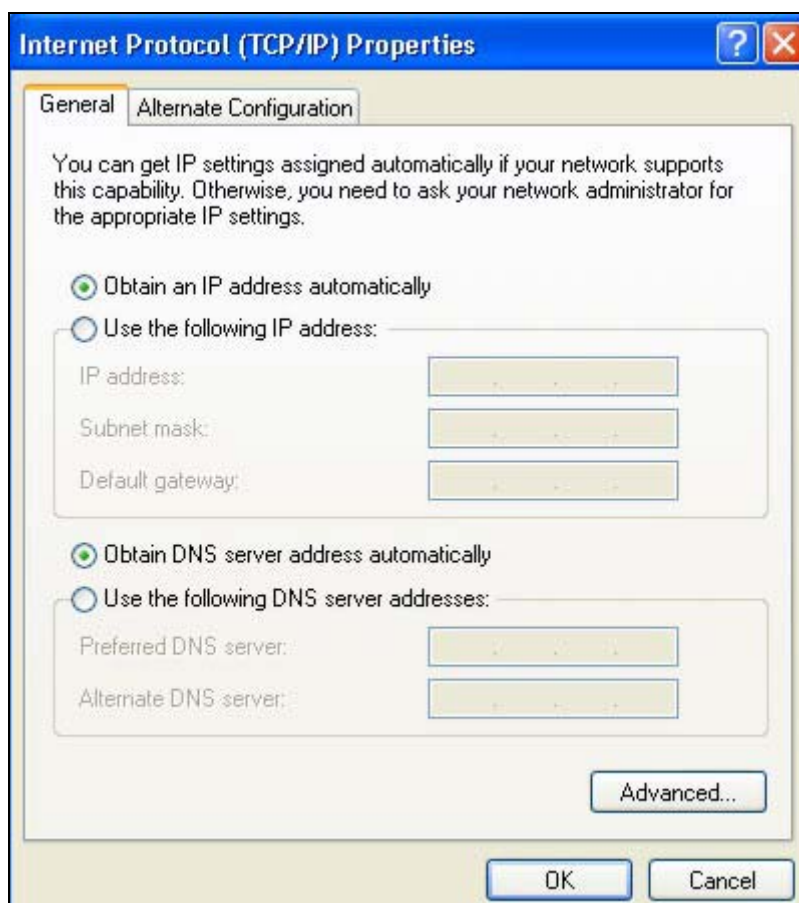 Internet Protocol (TCP/IP) Properties
General
Alternate Configuration
You can get IP settings assigned automatically if your network supports
this capability. Otherwise, you need to ask your network administrator for
the appropriate IP settings.
Obtain an IP address automatically
Use the following IP address:
IP address:
Subnet mask:
Default gateway:
Obtain DNS server address automatically
Use the following DNS server addresses:
Preferred DNS server:
Alternate DNS server:
Advanced...
OK
Cancel